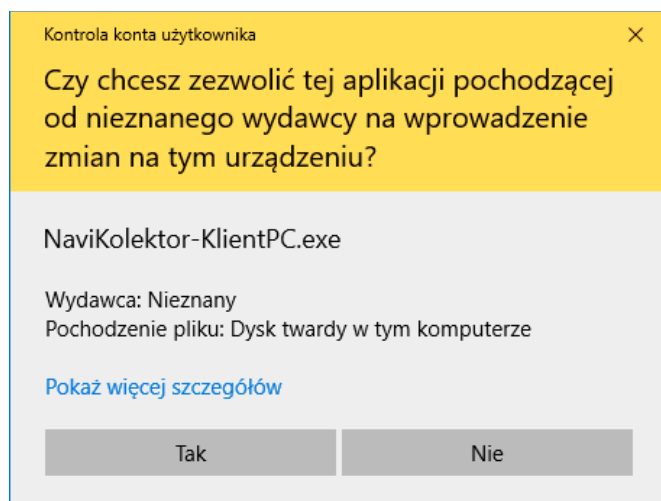 Kontrola konta użytkownika
Czy chcesz zezwolić tej aplikacji pochodzącej
od nieznanego wydawcy na wprowadzenie
zmian na tym urządzeniu?
NaviKolektor-KlientPC.exe
Wydawca: Nieznany
Pochodzenie pliku: Dysk twardy w tym komputerze
Pokaż więcej szczegółów
Tak
Nie